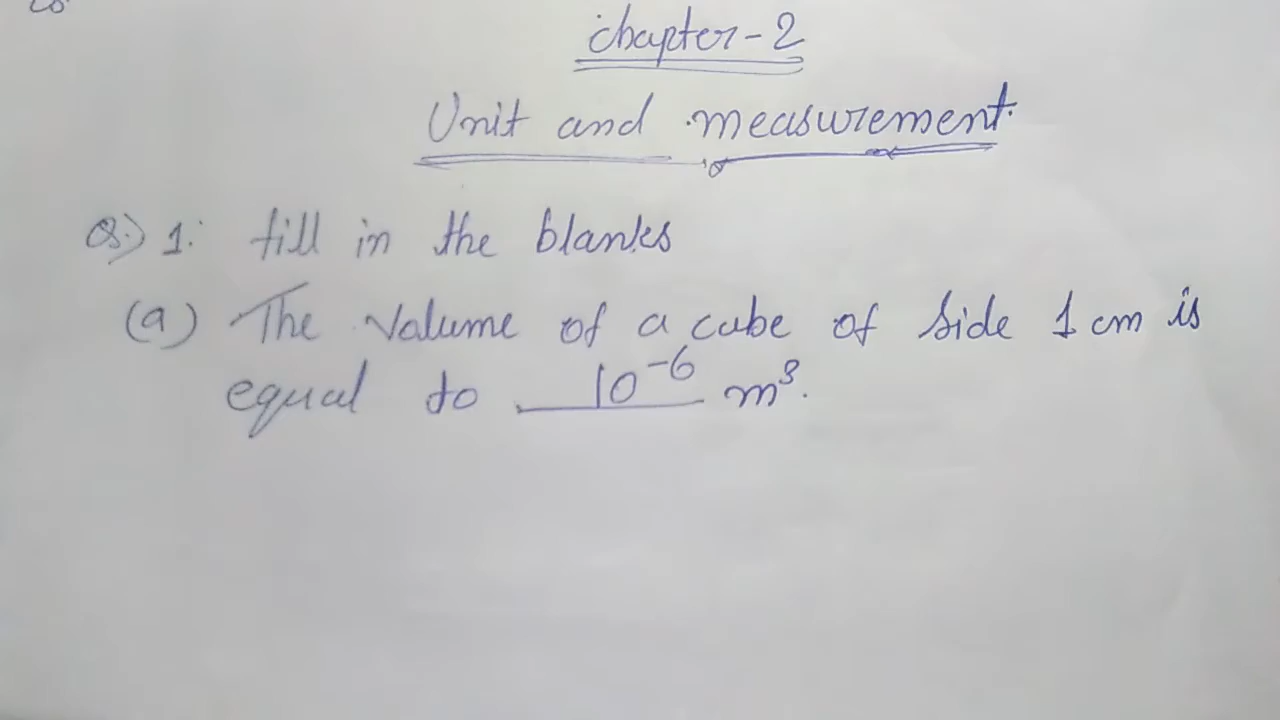 chapter-2
Unit and measurement.
Q.) 1. fill in the blanks
(a) The Volume of a cube of side 1 cm is
equal to 10⁻⁶ m³.